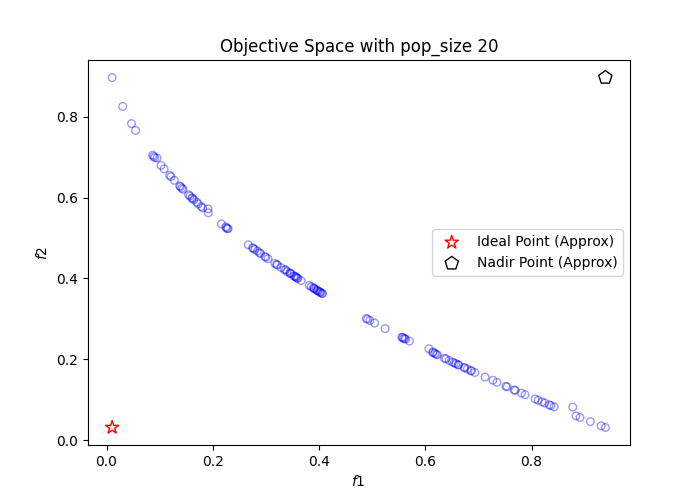 Objective Space with pop_size 20
f2
0.8
0.6
0.4
0.2
0.0
Ideal Point (Approx)
Nadir Point (Approx)
0.0 0.2 0.4 0.6 0.8
f1